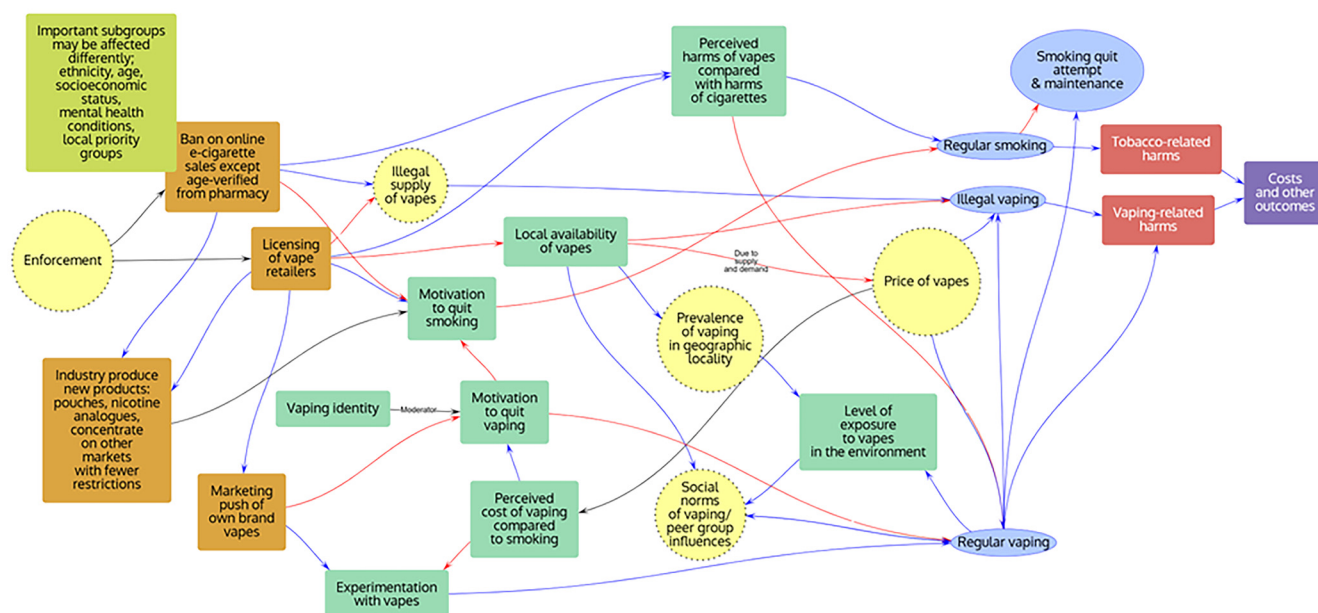 Important subgroups
may be affected
differently;
ethnicity, age,
socioeconomic
status,
mental health
conditions,
local priority
groups
Ban on online
e-cigarette
sales except
age-verified
from pharmacy
Enforcement
Licensing
of vape
retailers
Industry produce
new products:
pouches, nicotine
analogues,
concentrate
on other
markets
with fewer
restrictions
Marketing
push of
own brand
vapes
Illegal
supply
of vapes
Motivation
to quit
smoking
Vaping identity
Moderator
Motivation
to quit
vaping
Perceived
cost of vaping
compared
to smoking
Experimentation
with vapes
Local availability
of vapes
Perceived
harms of vapes
compared
with harms
of cigarettes
Due to
supply
and demand
Prevalence
of vaping
in geographic
locality
Social
norms
of vaping/
peer group
influences
Level of
exposure
to vapes
in the environment
Price of vapes
Smoking quit
attempt
& maintenance
Regular smoking
Illegal vaping
Regular vaping
Tobacco-related
harms
Vaping-related
harms
Costs
and other
outcomes